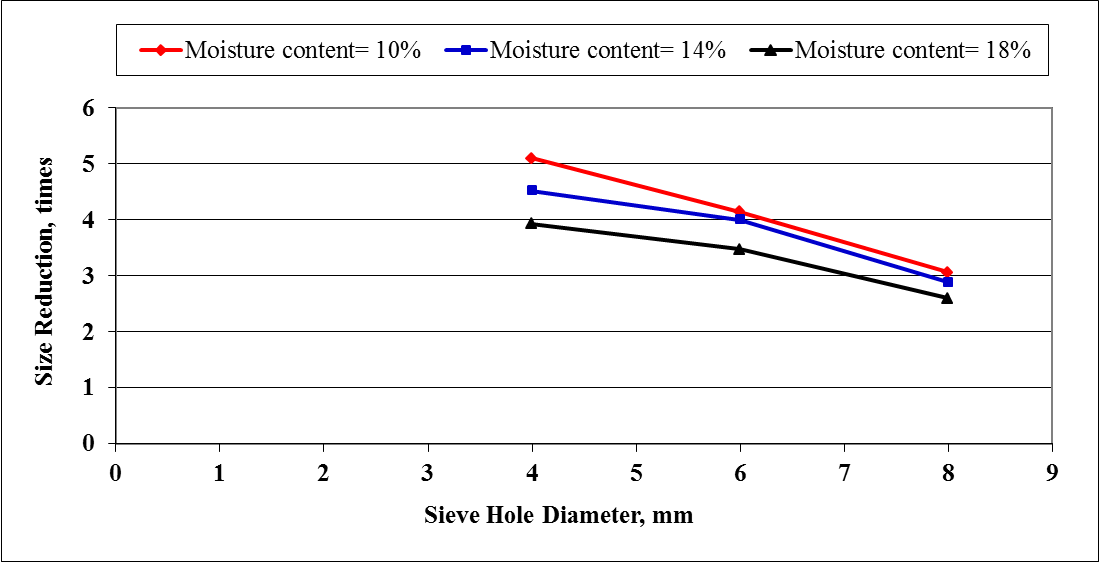 Moisture content= 10% Moisture content= 14% Moisture content= 18%
6
5
4
3
2
1
0
Size Reduction, times
0 1 2 3 4 5 6 7 8 9
Sieve Hole Diameter, mm